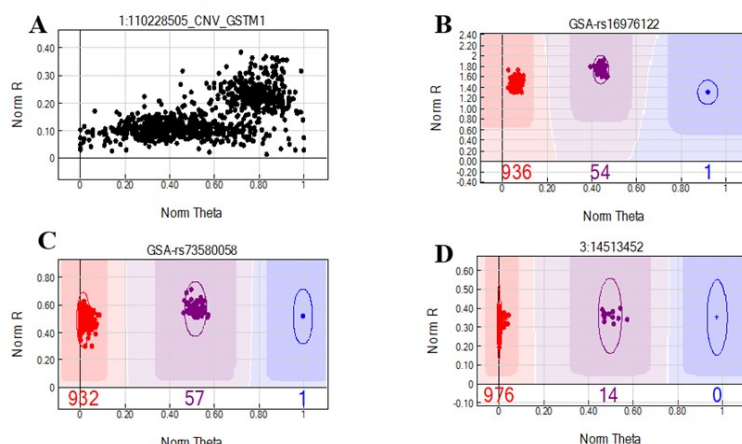 A
1:110228505_CNV_GSTM1
Norm R
0.40
0.30
0.20
0.10
0
0 0.20 0.40 0.60 0.80 1
Norm Theta
B
GSA-rs16976122
Norm R
2.40
2.20
2.00
1.80
1.60
1.40
1.20
1.00
0.80
0.60
0.40
0.20
0.00
-0.20
-0.40
936 54 1
0 0.20 0.40 0.60 0.80 1
Norm Theta
C
GSA-rs73580058
Norm R
0.80
0.60
0.40
0.20
0
932 57 1
0 0.20 0.40 0.60 0.80 1
Norm Theta
D
3:14513452
Norm R
0.60
0.50
0.40
0.30
0.20
0.10
0
-0.10
976 14 0
0 0.20 0.40 0.60 0.80 1
Norm Theta